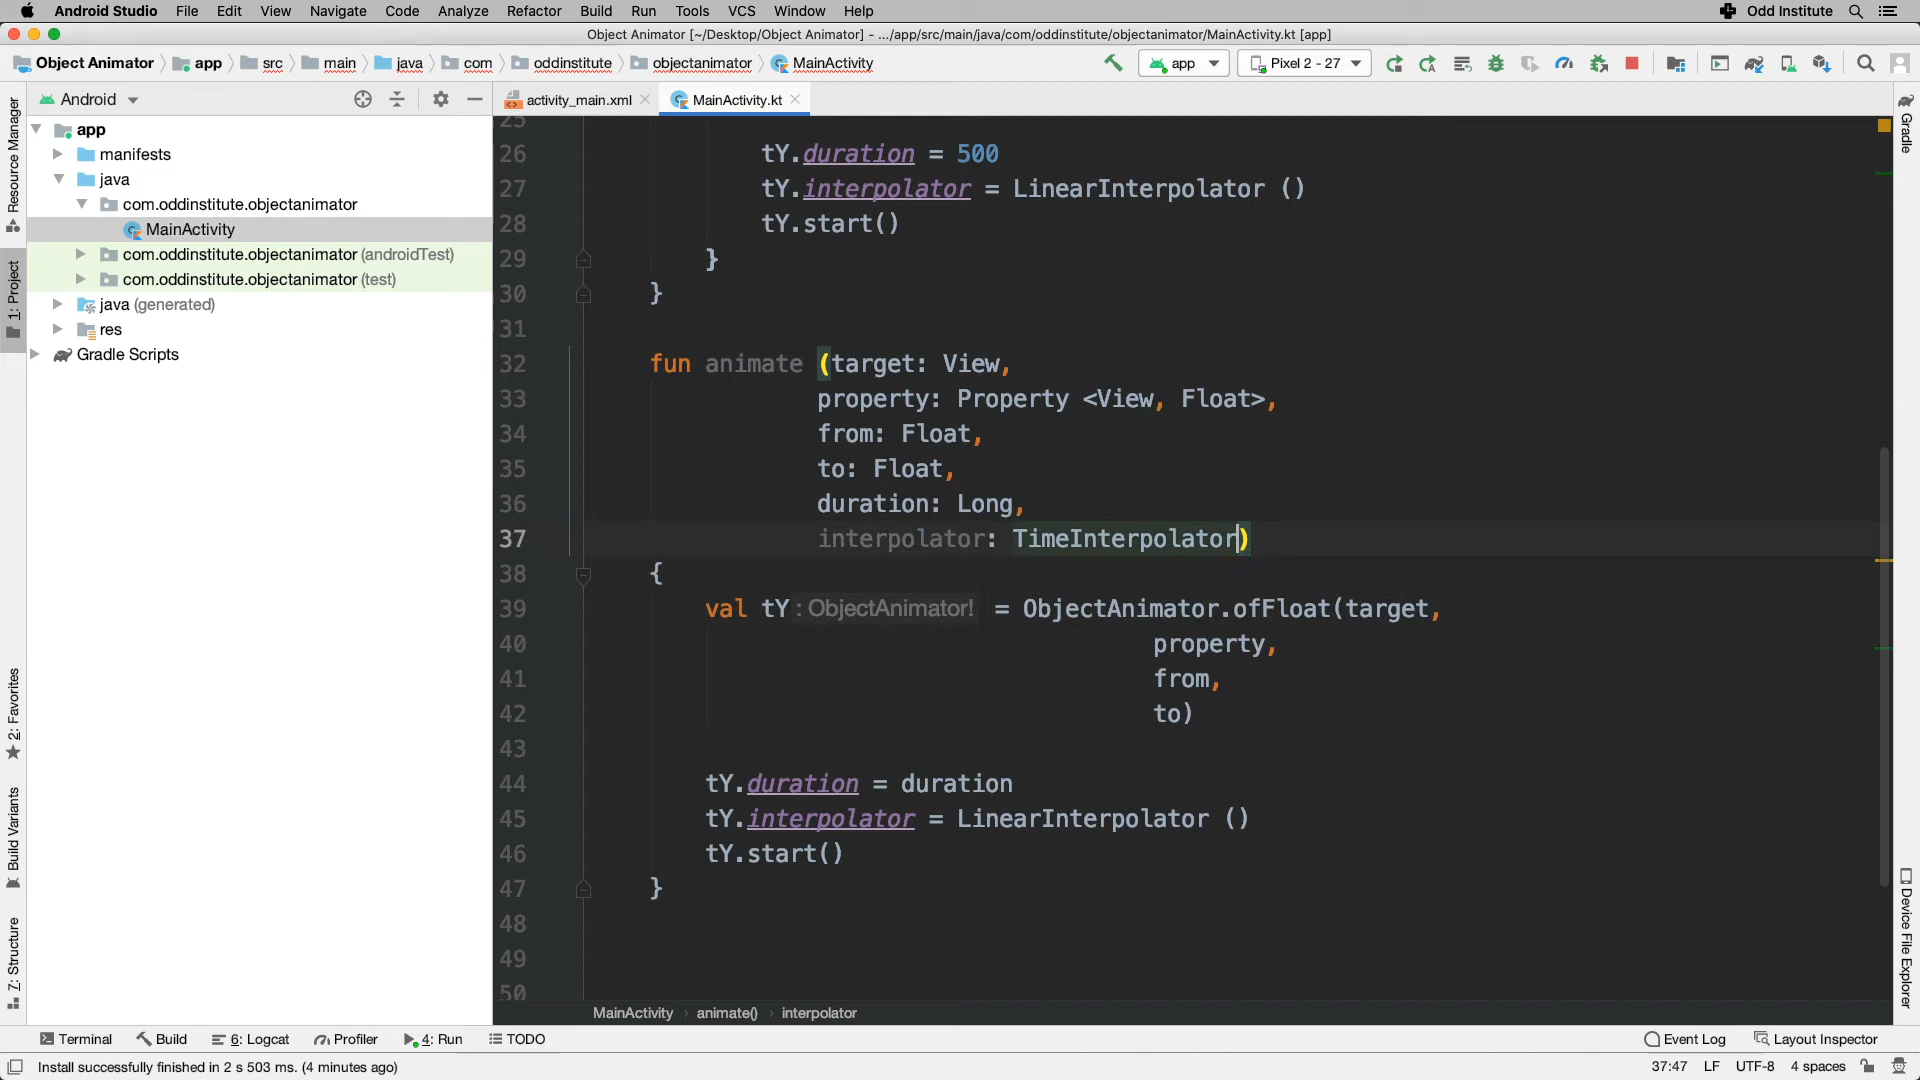 Android Studio File Edit View Navigate Code Analyze Refactor Build Run Tools VCS Window Help Odd Institute
Object Animator [~/Desktop/Object Animator] - .../app/src/main/java/com/oddinstitute/objectanimator/MainActivity.kt [app]
Object Animator app src main java com oddinstitute objectanimator MainActivity app Pixel 2 - 27
Android
activity_main.xml MainActivity.kt
app
manifests
java
com.oddinstitute.objectanimator
MainActivity
com.oddinstitute.objectanimator (androidTest)
com.oddinstitute.objectanimator (test)
java (generated)
res
Gradle Scripts
Resource Manager
1: Project
2: Favorites
Build Variants
7: Structure
25
26 tY.duration = 500
27 tY.interpolator = LinearInterpolator ()
28 tY.start()
29 }
30 }
31
32 fun animate (target: View,
33 property: Property <View, Float>,
34 from: Float,
35 to: Float,
36 duration: Long,
37 interpolator: TimeInterpolator)
38 {
39 val tY : ObjectAnimator! = ObjectAnimator.ofFloat(target,
40 property,
41 from,
42 to)
43
44 tY.duration = duration
45 tY.interpolator = LinearInterpolator ()
46 tY.start()
47 }
48
49
50
MainActivity › animate() › interpolator
Gradle
Device File Explorer
Terminal Build 6: Logcat Profiler 4: Run TODO Event Log Layout Inspector
Install successfully finished in 2 s 503 ms. (4 minutes ago) 37:47 LF UTF-8 4 spaces